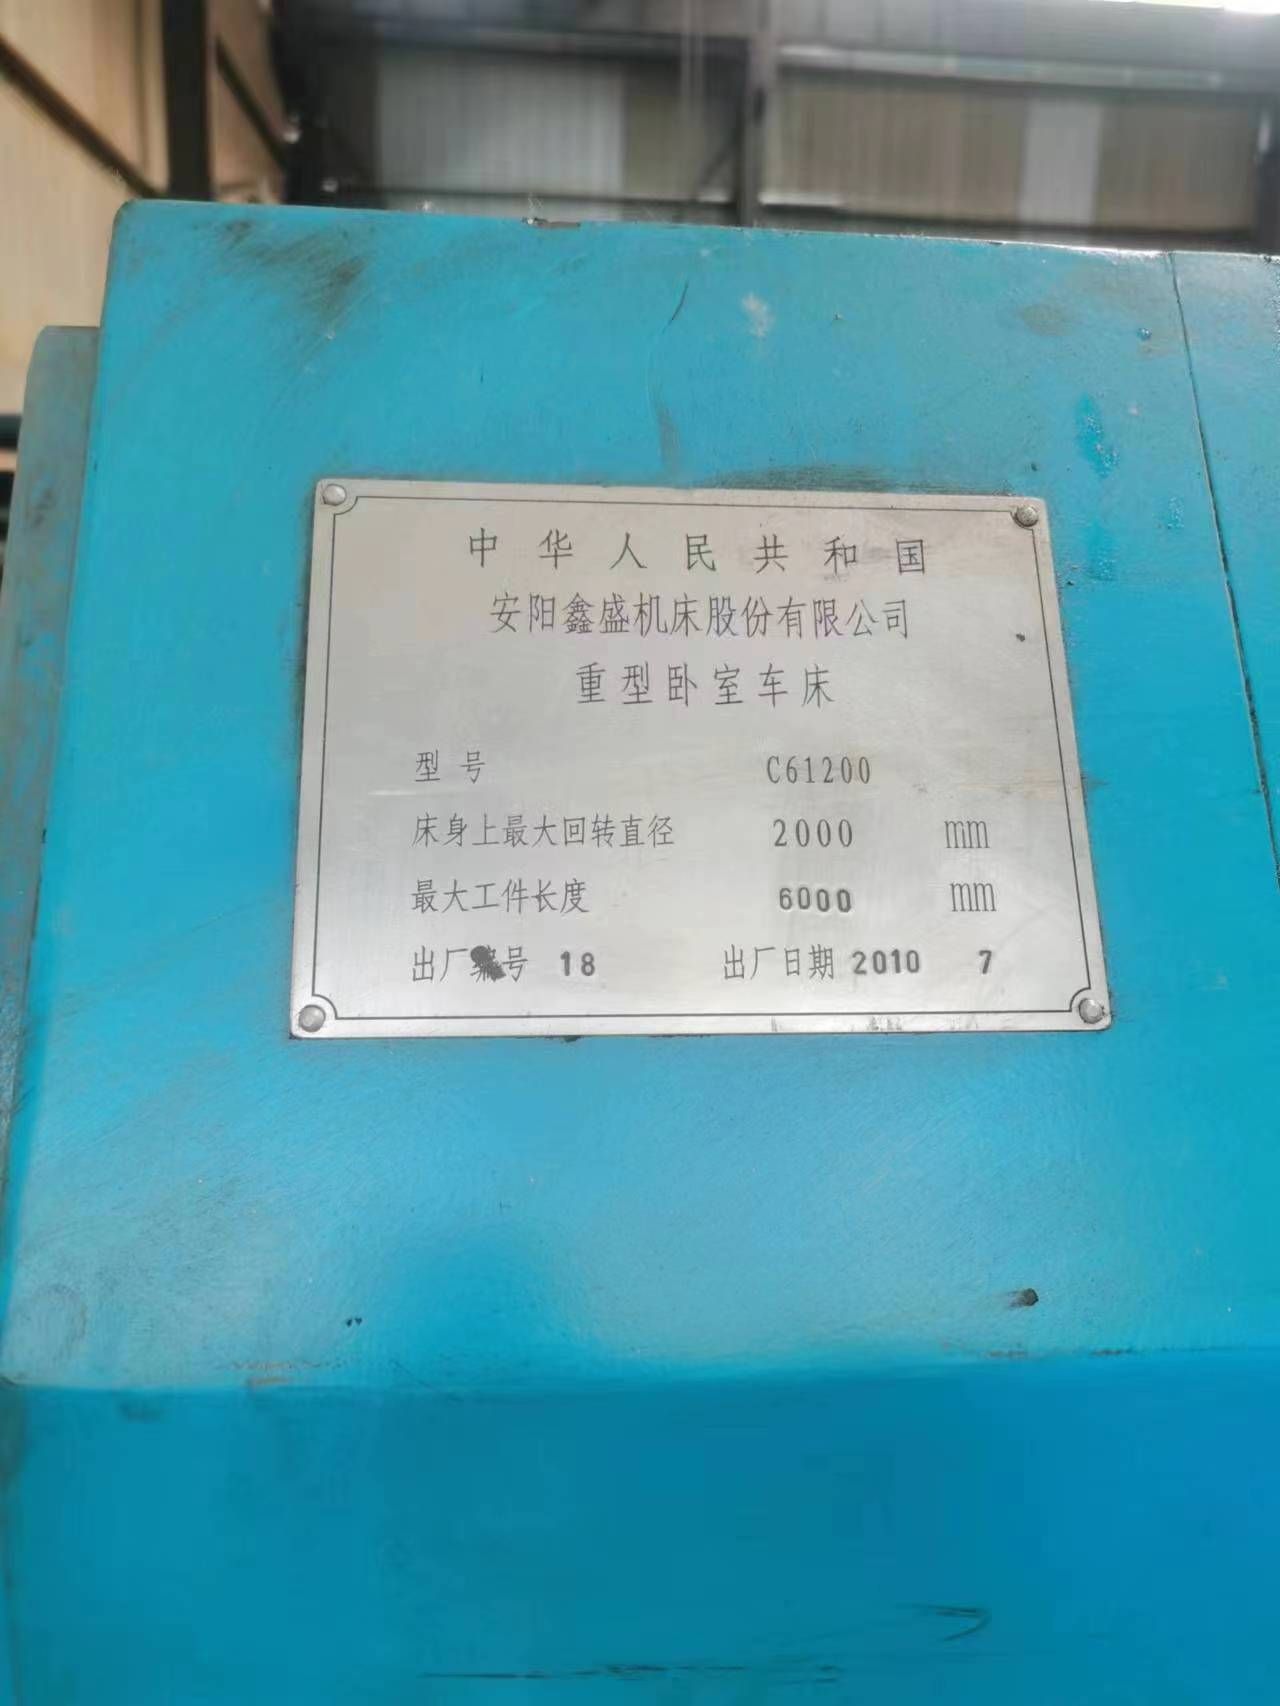 中华人民共和国
安阳鑫盛机床股份有限公司
重型卧室车床
型号 C61200
床身上最大回转直径 2000 mm
最大工件长度 6000 mm
出厂编号 18 出厂日期 2010 7